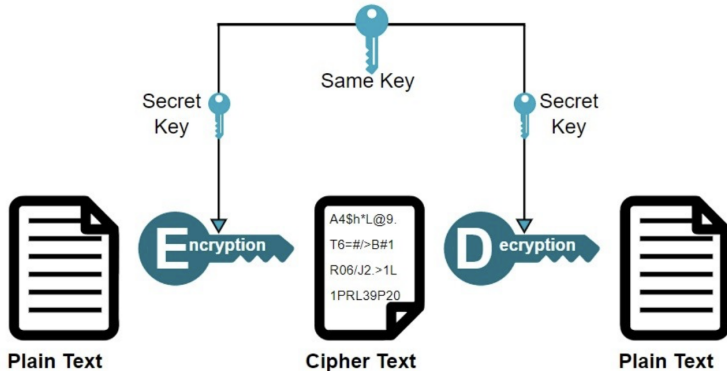 Same Key
Secret
Key
Secret
Key
Encryption
A4$h*L@9.
T6=#/>B#1
R06/J2.>1L
1PRL39P20
Decryption
Plain Text
Cipher Text
Plain Text